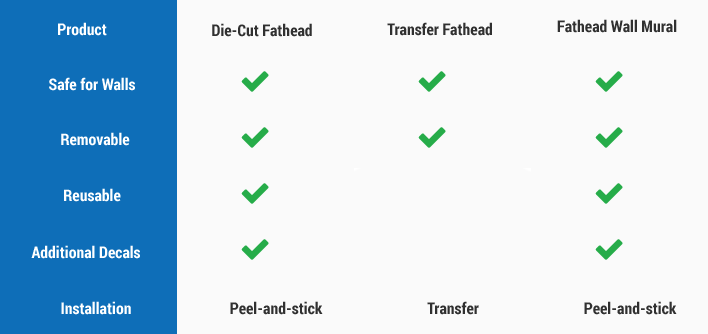 Product Die-Cut Fathead Transfer Fathead Fathead Wall Mural
Safe for Walls
Removable
Reusable
Additional Decals
Installation Peel-and-stick Transfer Peel-and-stick